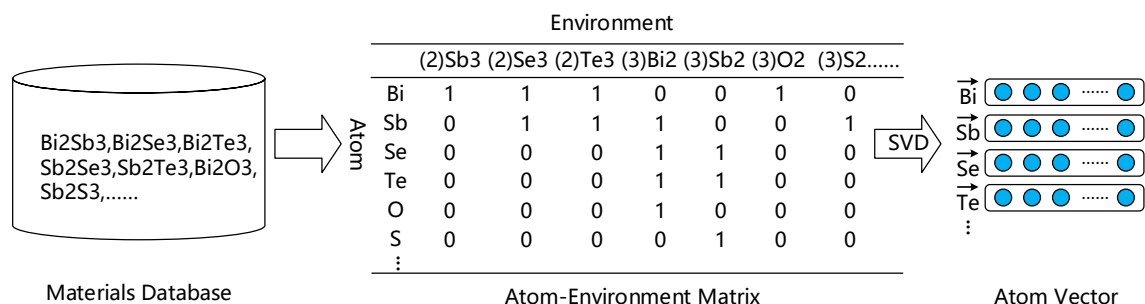 Environment
(2)Sb3 (2)Se3 (2)Te3 (3)Bi2 (3)Sb2 (3)O2 (3)S2......
Bi 1 1 1 0 0 1 0
Sb 0 1 1 1 0 0 1
Se 0 0 0 1 1 0 0
Te 0 0 0 1 1 0 0
O 0 0 0 1 0 0 0
S 0 0 0 0 1 0 0
⋮
Atom
Bi2Sb3,Bi2Se3,Bi2Te3,
Sb2Se3,Sb2Te3,Bi2O3,
Sb2S3,......
SVD
Bi ......
Sb ......
Se ......
Te ......
⋮
Materials Database
Atom-Environment Matrix
Atom Vector